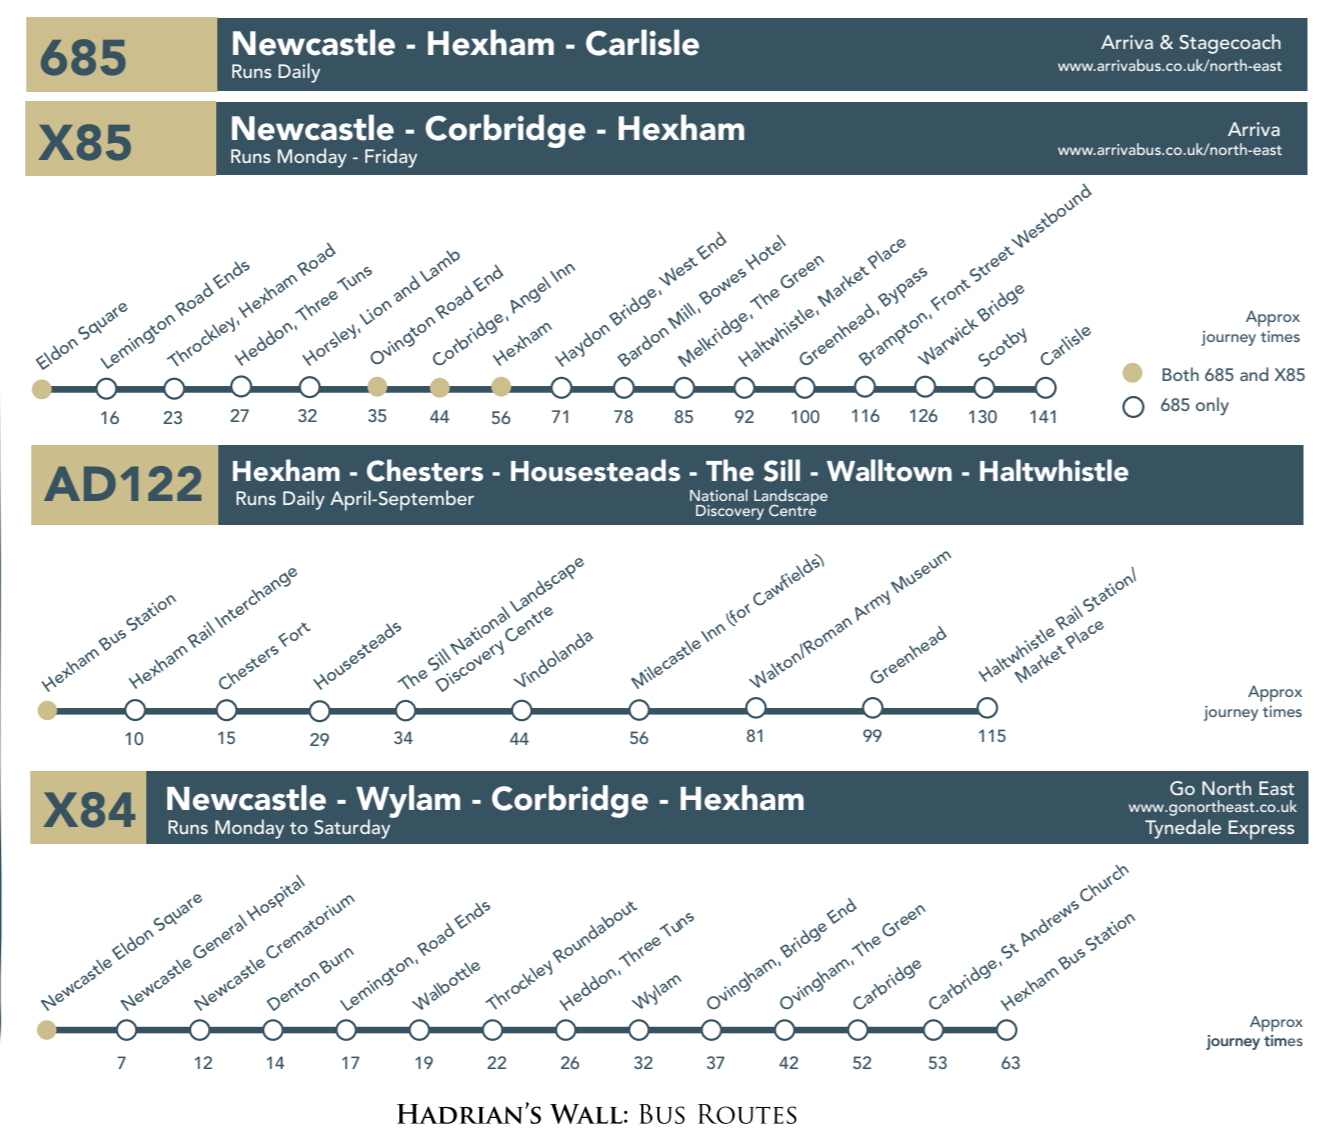 685
Newcastle - Hexham - Carlisle
Runs Daily
Arriva & Stagecoach
www.arrivabus.co.uk/north-east
X85
Newcastle - Corbridge - Hexham
Runs Monday - Friday
Arriva
www.arrivabus.co.uk/north-east
Eldon Square
Lemington Road Ends
Throckley, Hexham Road
Heddon, Three Tuns
Horsley, Lion and Lamb
Ovington Road End
Corbridge, Angel Inn
Hexham
Haydon Bridge, West End
Bardon Mill, Bowes Hotel
Melkridge, The Green
Haltwhistle, Market Place
Greenhead, Bypass
Brampton, Front Street Westbound
Warwick Bridge
Scotby
Carlisle
16 23 27 32 35 44 56 71 78 85 92 100 116 126 130 141
Approx
journey times
Both 685 and X85
685 only
AD122
Hexham - Chesters - Housesteads - The Sill - Walltown - Haltwhistle
Runs Daily April-September
National Landscape
Discovery Centre
Hexham Bus Station
Hexham Rail Interchange
Chesters Fort
Housesteads
The Sill National Landscape
Discovery Centre
Vindolanda
Milecastle Inn (for Cawfields)
Walton/Roman Army Museum
Greenhead
Haltwhistle Rail Station/
Market Place
10 15 29 34 44 56 81 99 115
Approx
journey times
X84
Newcastle - Wylam - Corbridge - Hexham
Runs Monday to Saturday
Go North East
www.gonortheast.co.uk
Tynedale Express
Newcastle Eldon Square
Newcastle General Hospital
Newcastle Crematorium
Denton Burn
Lemington, Road Ends
Walbottle
Throckley Roundabout
Heddon, Three Tuns
Wylam
Ovingham, Bridge End
Ovingham, The Green
Carbridge
Carbridge, St Andrews Church
Hexham Bus Station
7 12 14 17 19 22 26 32 37 42 52 53 63
Approx
journey times
Hadrian's Wall: Bus Routes